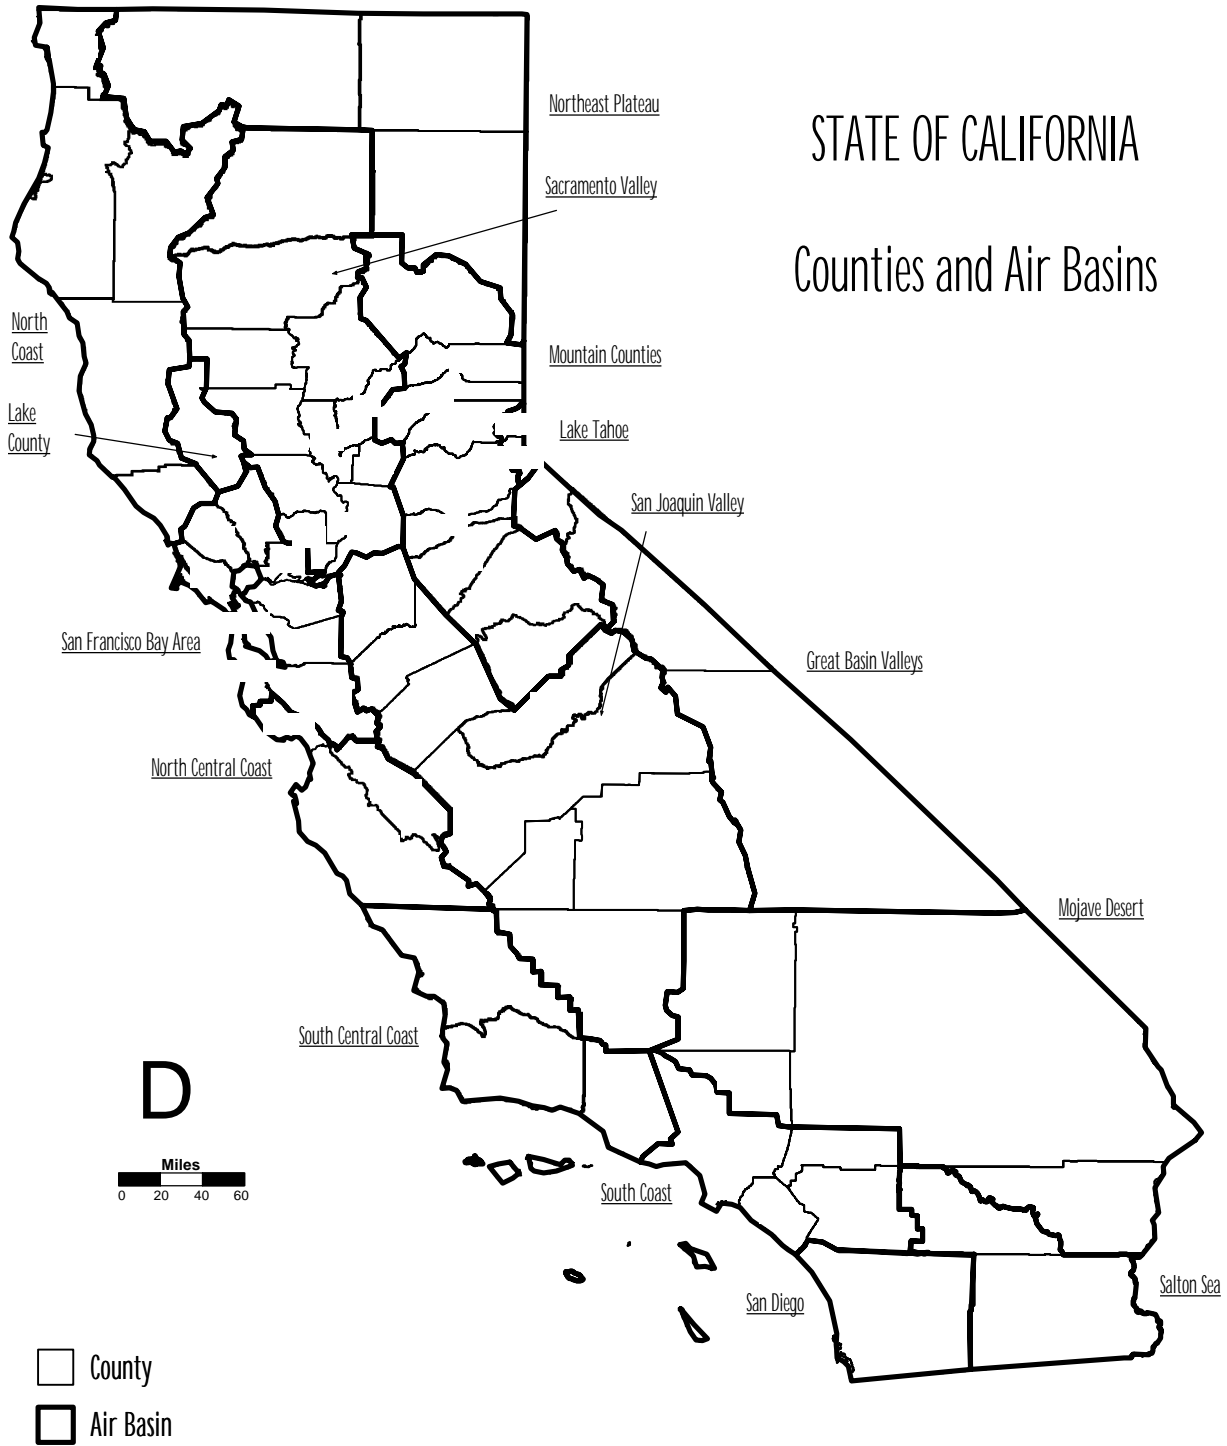 STATE OF CALIFORNIA
Counties and Air Basins
Northeast Plateau
Sacramento Valley
North
Coast
Mountain Counties
Lake
County
Lake Tahoe
San Joaquin Valley
San Francisco Bay Area
Great Basin Valleys
North Central Coast
Mojave Desert
South Central Coast
D
Miles
0 20 40 60
South Coast
San Diego
Salton Sea
County
Air Basin